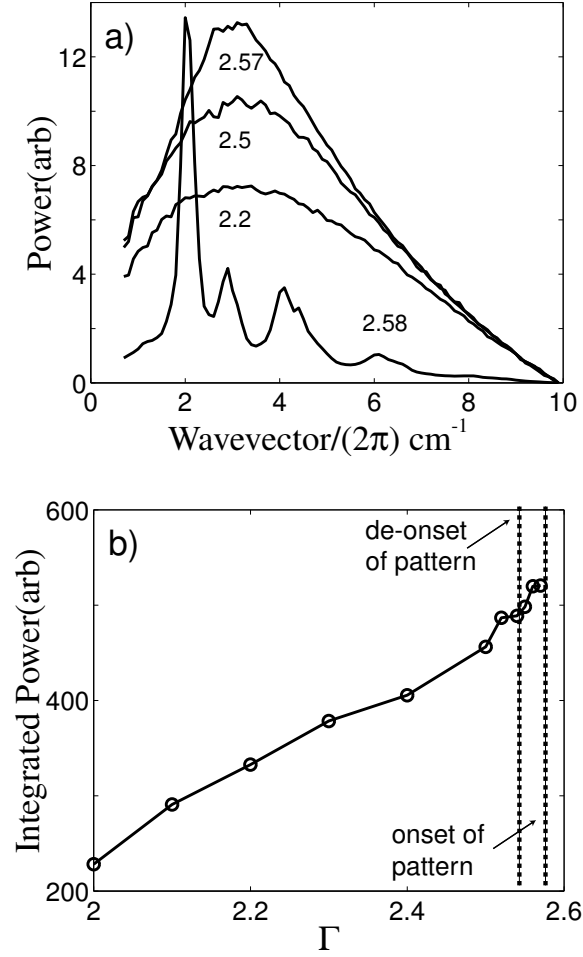 a)
12
8
4
0
Power(arb)
2.57
2.5
2.2
2.58
0 2 4 6 8 10
Wavevector/(2π) cm⁻¹
b)
600
400
200
Integrated Power(arb)
de-onset
of pattern
onset of
pattern
2 2.2 2.4 2.6
Γ